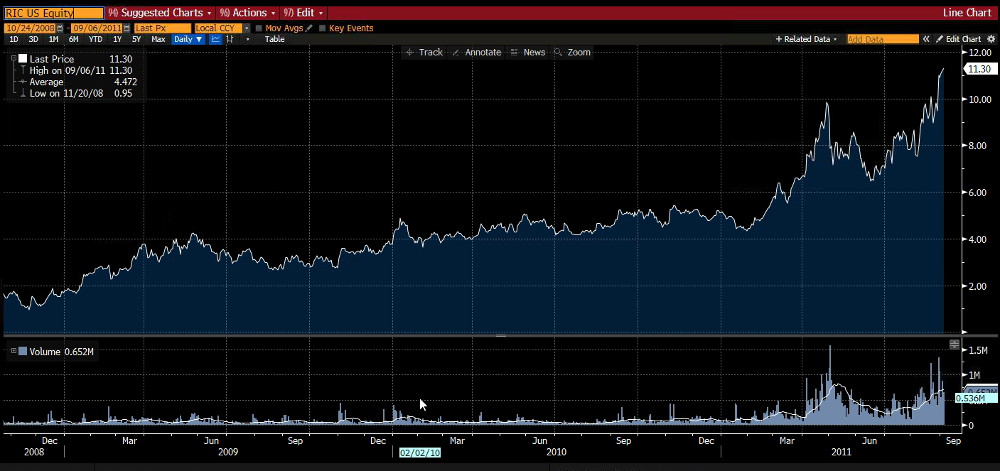 RIC US Equity 94) Suggested Charts 96) Actions 97) Edit Line Chart
10/24/2008 - 09/06/2011 Last Px Local CCY Mov Avgs Key Events
1D 3D 1M 6M YTD 1Y 5Y Max Daily ▼ Table + Related Data Add Data « Edit Chart
Track Annotate News Zoom
Last Price 11.30
High on 09/06/11 11.30
Average 4.472
Low on 11/20/08 0.95
12.00
11.30
10.00
8.00
6.00
4.00
2.00
Volume 0.652M
1.5M
1M
0.652M
0.536M
0
Dec Mar Jun Sep Dec Mar Jun Sep Dec Mar Jun Sep
2008 2009 02/02/10 2010 2011